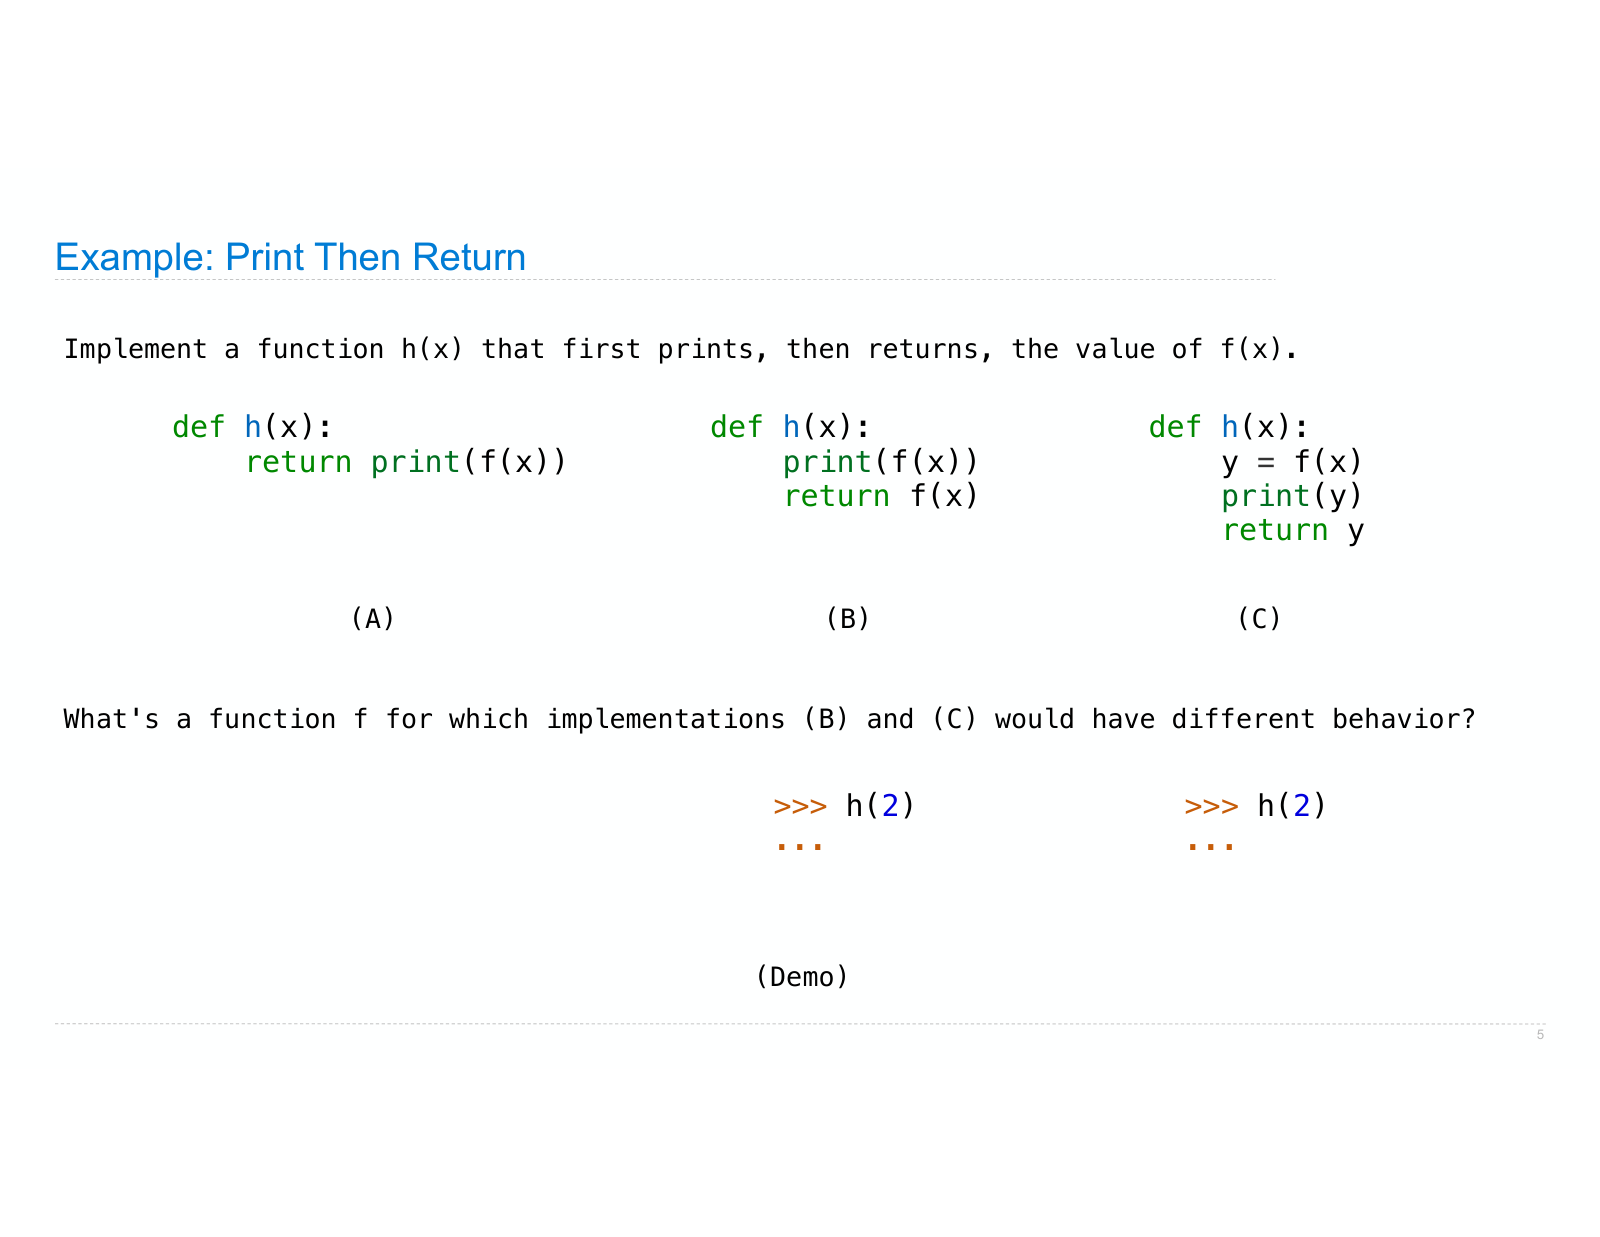 Example: Print Then Return
Implement a function h(x) that first prints, then returns, the value of f(x).
def h(x):
    return print(f(x))
(A)
def h(x):
    print(f(x))
    return f(x)
(B)
def h(x):
    y = f(x)
    print(y)
    return y
(C)
What's a function f for which implementations (B) and (C) would have different behavior?
>>> h(2)
...
>>> h(2)
...
(Demo)
5